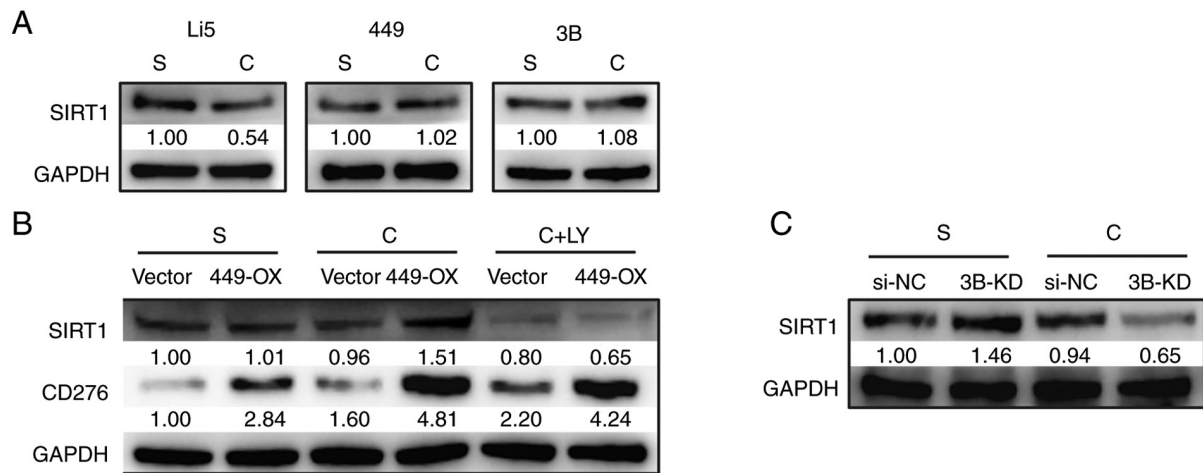 A
Li5 449 3B
S C S C S C
SIRT1
1.00 0.54 1.00 1.02 1.00 1.08
GAPDH
B
S C C+LY
Vector 449-OX Vector 449-OX Vector 449-OX
SIRT1
1.00 1.01 0.96 1.51 0.80 0.65
CD276
1.00 2.84 1.60 4.81 2.20 4.24
GAPDH
C
S C
si-NC 3B-KD si-NC 3B-KD
SIRT1
1.00 1.46 0.94 0.65
GAPDH